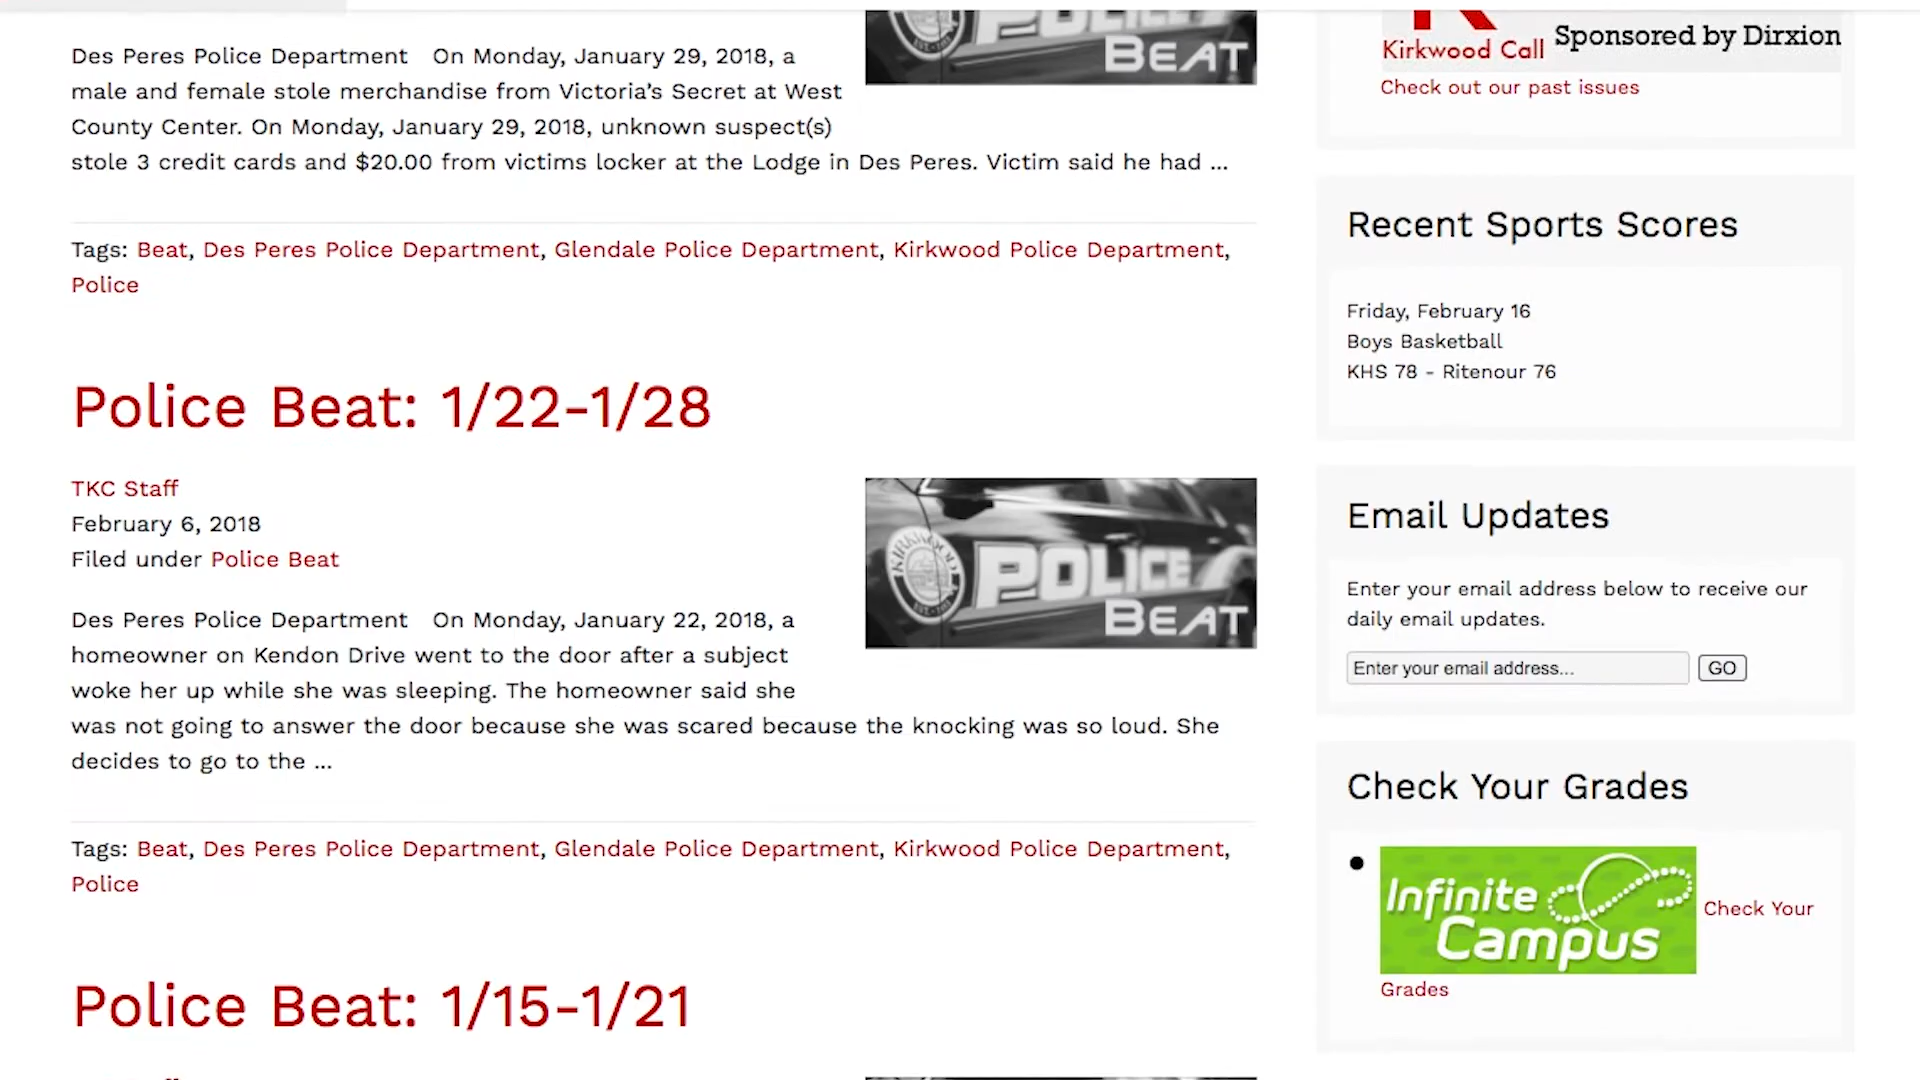 POLICE
BEAT
Des Peres Police Department On Monday, January 29, 2018, a
male and female stole merchandise from Victoria’s Secret at West
County Center. On Monday, January 29, 2018, unknown suspect(s)
stole 3 credit cards and $20.00 from victims locker at the Lodge in Des Peres. Victim said he had ...
Tags: Beat, Des Peres Police Department, Glendale Police Department, Kirkwood Police Department,
Police
Police Beat: 1/22-1/28
TKC Staff
February 6, 2018
Filed under Police Beat
KIRKWOOD
POLICE
BEAT
Des Peres Police Department On Monday, January 22, 2018, a
homeowner on Kendon Drive went to the door after a subject
woke her up while she was sleeping. The homeowner said she
was not going to answer the door because she was scared because the knocking was so loud. She
decides to go to the ...
Tags: Beat, Des Peres Police Department, Glendale Police Department, Kirkwood Police Department,
Police
Police Beat: 1/15-1/21
Kirkwood Call
Sponsored by Dirxion
Check out our past issues
Recent Sports Scores
Friday, February 16
Boys Basketball
KHS 78 - Ritenour 76
Email Updates
Enter your email address below to receive our
daily email updates.
Enter your email address...
GO
Check Your Grades
Infinite
Campus
Check Your
Grades